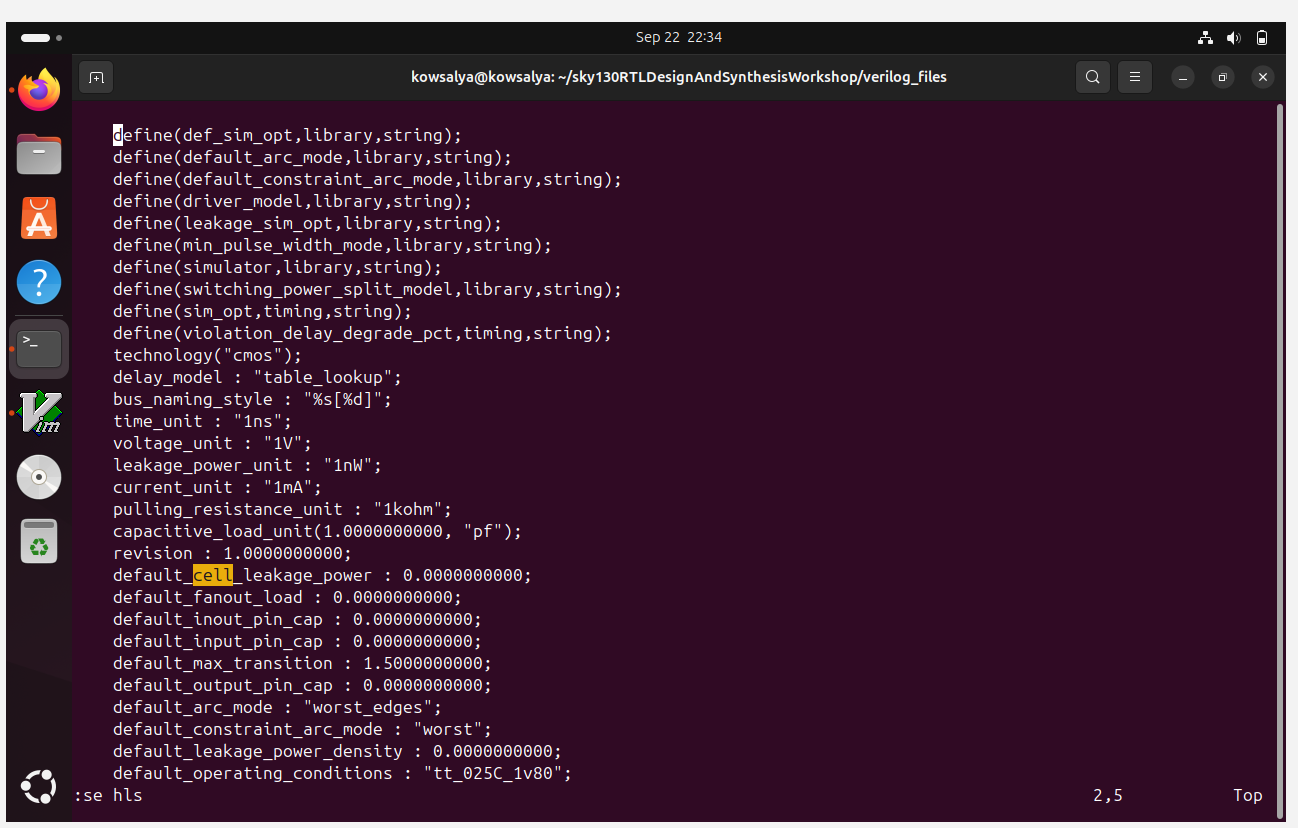 Sep 22 22:34
kowsalya@kowsalya: ~/sky130RTLDesignAndSynthesisWorkshop/verilog_files
define(def_sim_opt,library,string);
define(default_arc_mode,library,string);
define(default_constraint_arc_mode,library,string);
define(driver_model,library,string);
define(leakage_sim_opt,library,string);
define(min_pulse_width_mode,library,string);
define(simulator,library,string);
define(switching_power_split_model,library,string);
define(sim_opt,timing,string);
define(violation_delay_degrade_pct,timing,string);
technology("cmos");
delay_model : "table_lookup";
bus_naming_style : "%s[%d]";
time_unit : "1ns";
voltage_unit : "1V";
leakage_power_unit : "1nW";
current_unit : "1mA";
pulling_resistance_unit : "1kohm";
capacitive_load_unit(1.0000000000, "pf");
revision : 1.0000000000;
default_cell_leakage_power : 0.0000000000;
default_fanout_load : 0.0000000000;
default_inout_pin_cap : 0.0000000000;
default_input_pin_cap : 0.0000000000;
default_max_transition : 1.5000000000;
default_output_pin_cap : 0.0000000000;
default_arc_mode : "worst_edges";
default_constraint_arc_mode : "worst";
default_leakage_power_density : 0.0000000000;
default_operating_conditions : "tt_025C_1v80";
:se hls 2,5 Top
A
?
>_
Vim